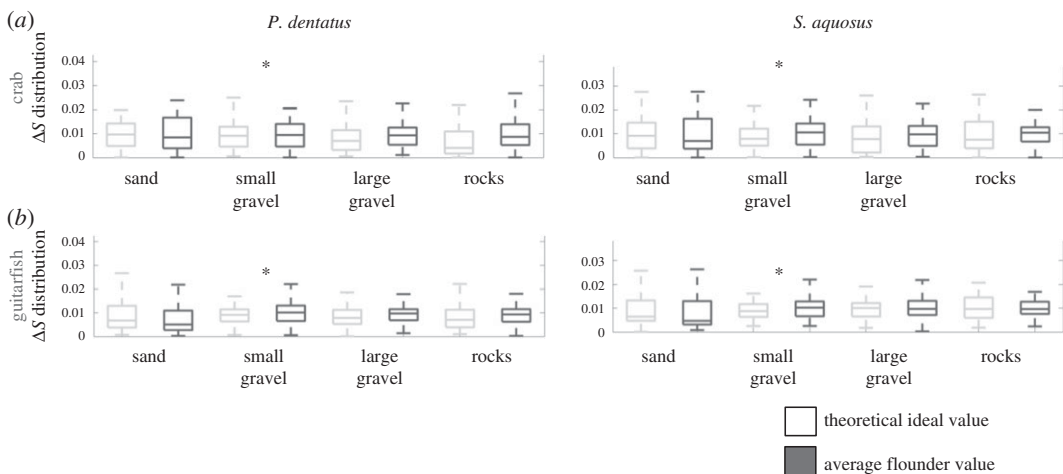 (a) P. dentatus S. aquosus
crab
ΔS distribution
0.04
0.03
0.02
0.01
0
*
0.03
0.02
0.01
0
*
sand small gravel large gravel rocks
sand small gravel large gravel rocks
(b)
guitarfish
ΔS distribution
0.04
0.03
0.02
0.01
0
*
0.03
0.02
0.01
0
*
sand small gravel large gravel rocks
sand small gravel large gravel rocks
theoretical ideal value
average flounder value